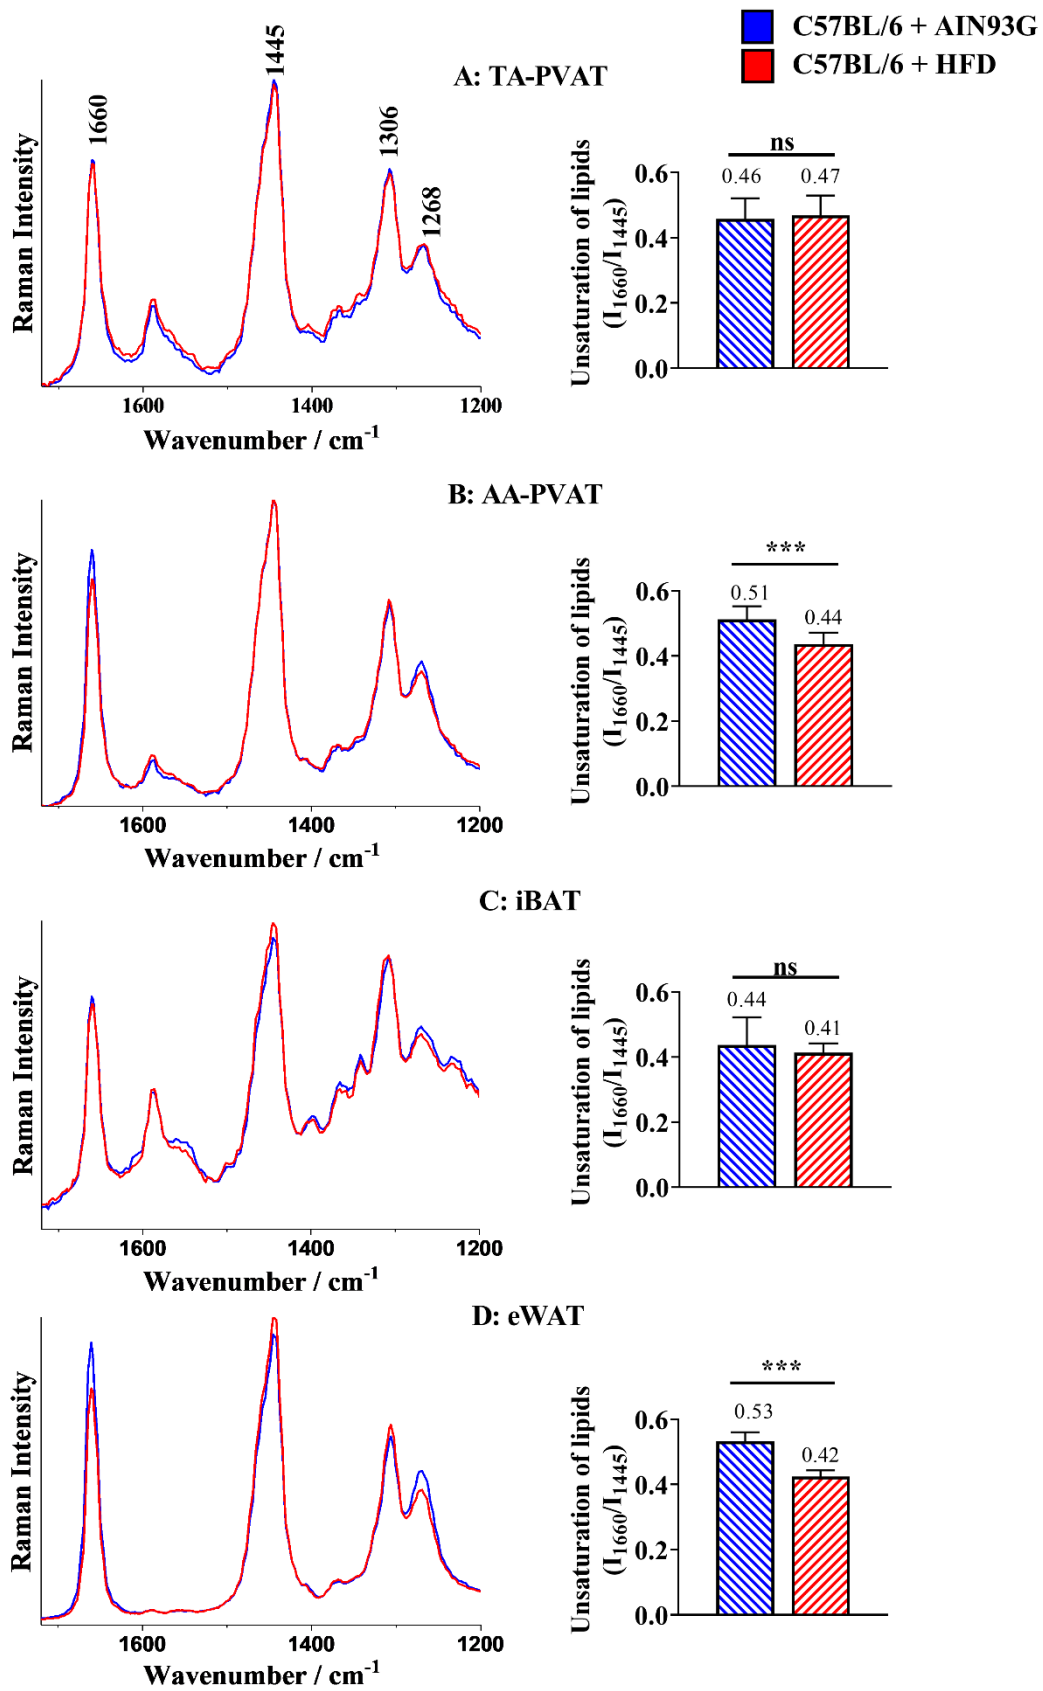 C57BL/6 + AIN93G
C57BL/6 + HFD
A: TA-PVAT
1660
1445
1306
1268
Raman Intensity
1600 1400 1200
Wavenumber / cm-1
Unsaturation of lipids
(I1660/I1445)
ns
0.46 0.47
0.6
0.4
0.2
0.0
B: AA-PVAT
Raman Intensity
1600 1400 1200
Wavenumber / cm-1
Unsaturation of lipids
(I1660/I1445)
***
0.51 0.44
0.6
0.4
0.2
0.0
C: iBAT
Raman Intensity
1600 1400 1200
Wavenumber / cm-1
Unsaturation of lipids
(I1660/I1445)
ns
0.44 0.41
0.6
0.4
0.2
0.0
D: eWAT
Raman Intensity
1600 1400 1200
Wavenumber / cm-1
Unsaturation of lipids
(I1660/I1445)
***
0.53 0.42
0.6
0.4
0.2
0.0